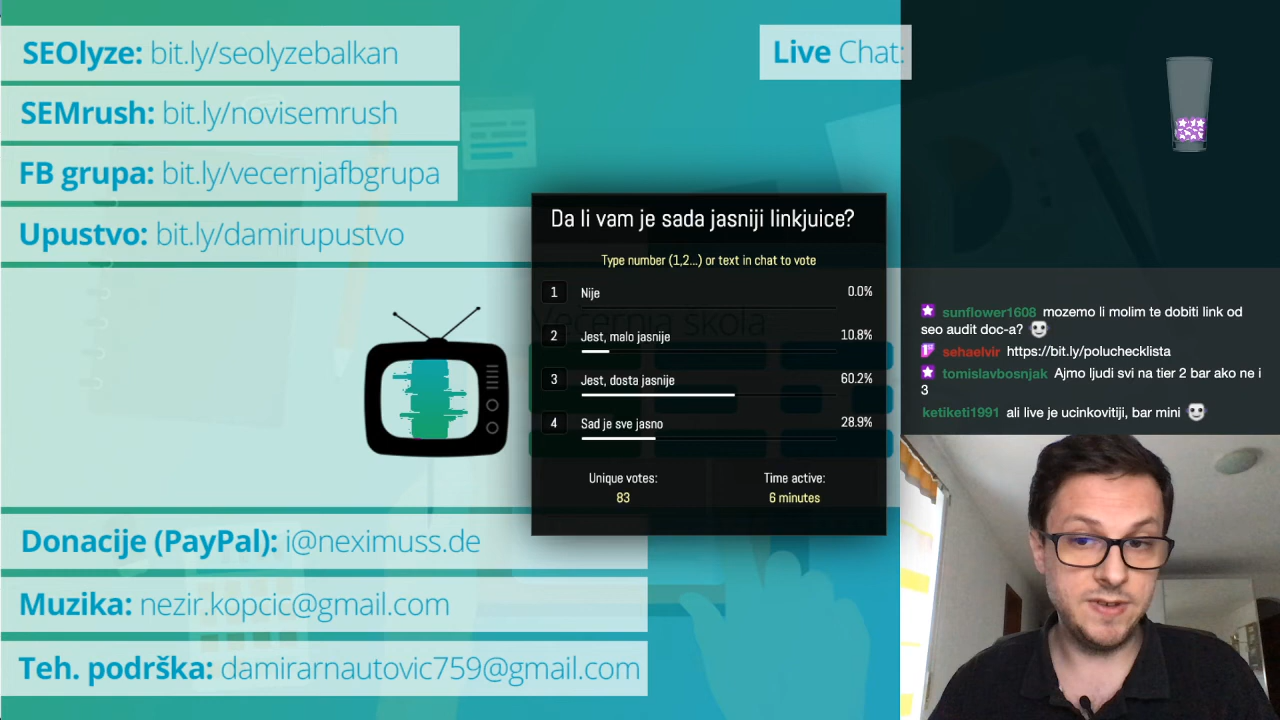 SEOlyze: bit.ly/seolyzebalkan
SEMrush: bit.ly/novisemrush
FB grupa: bit.ly/vecernjafbgrupa
Upustvo: bit.ly/damirupustvo
Live Chat:
Da li vam je sada jasniji linkjuice?
Type number (1,2...) or text in chat to vote
1 Nije 0.0%
Večernja škola
2 Jest, malo jasnije 10.8%
3 Jest, dosta jasnije 60.2%
4 Sad je sve jasno 28.9%
Unique votes: Time active:
83 6 minutes
sunflower1608 mozemo li molim te dobiti link od
seo audit doc-a?
sehaelvir https://bit.ly/poluchecklista
tomislavbosnjak Ajmo ljudi svi na tier 2 bar ako ne i
3
ketiketi1991 ali live je ucinkovitiji, bar mini
Donacije (PayPal): i@neximuss.de
Muzika: nezir.kopcic@gmail.com
Teh. podrška: damirarnautovic759@gmail.com